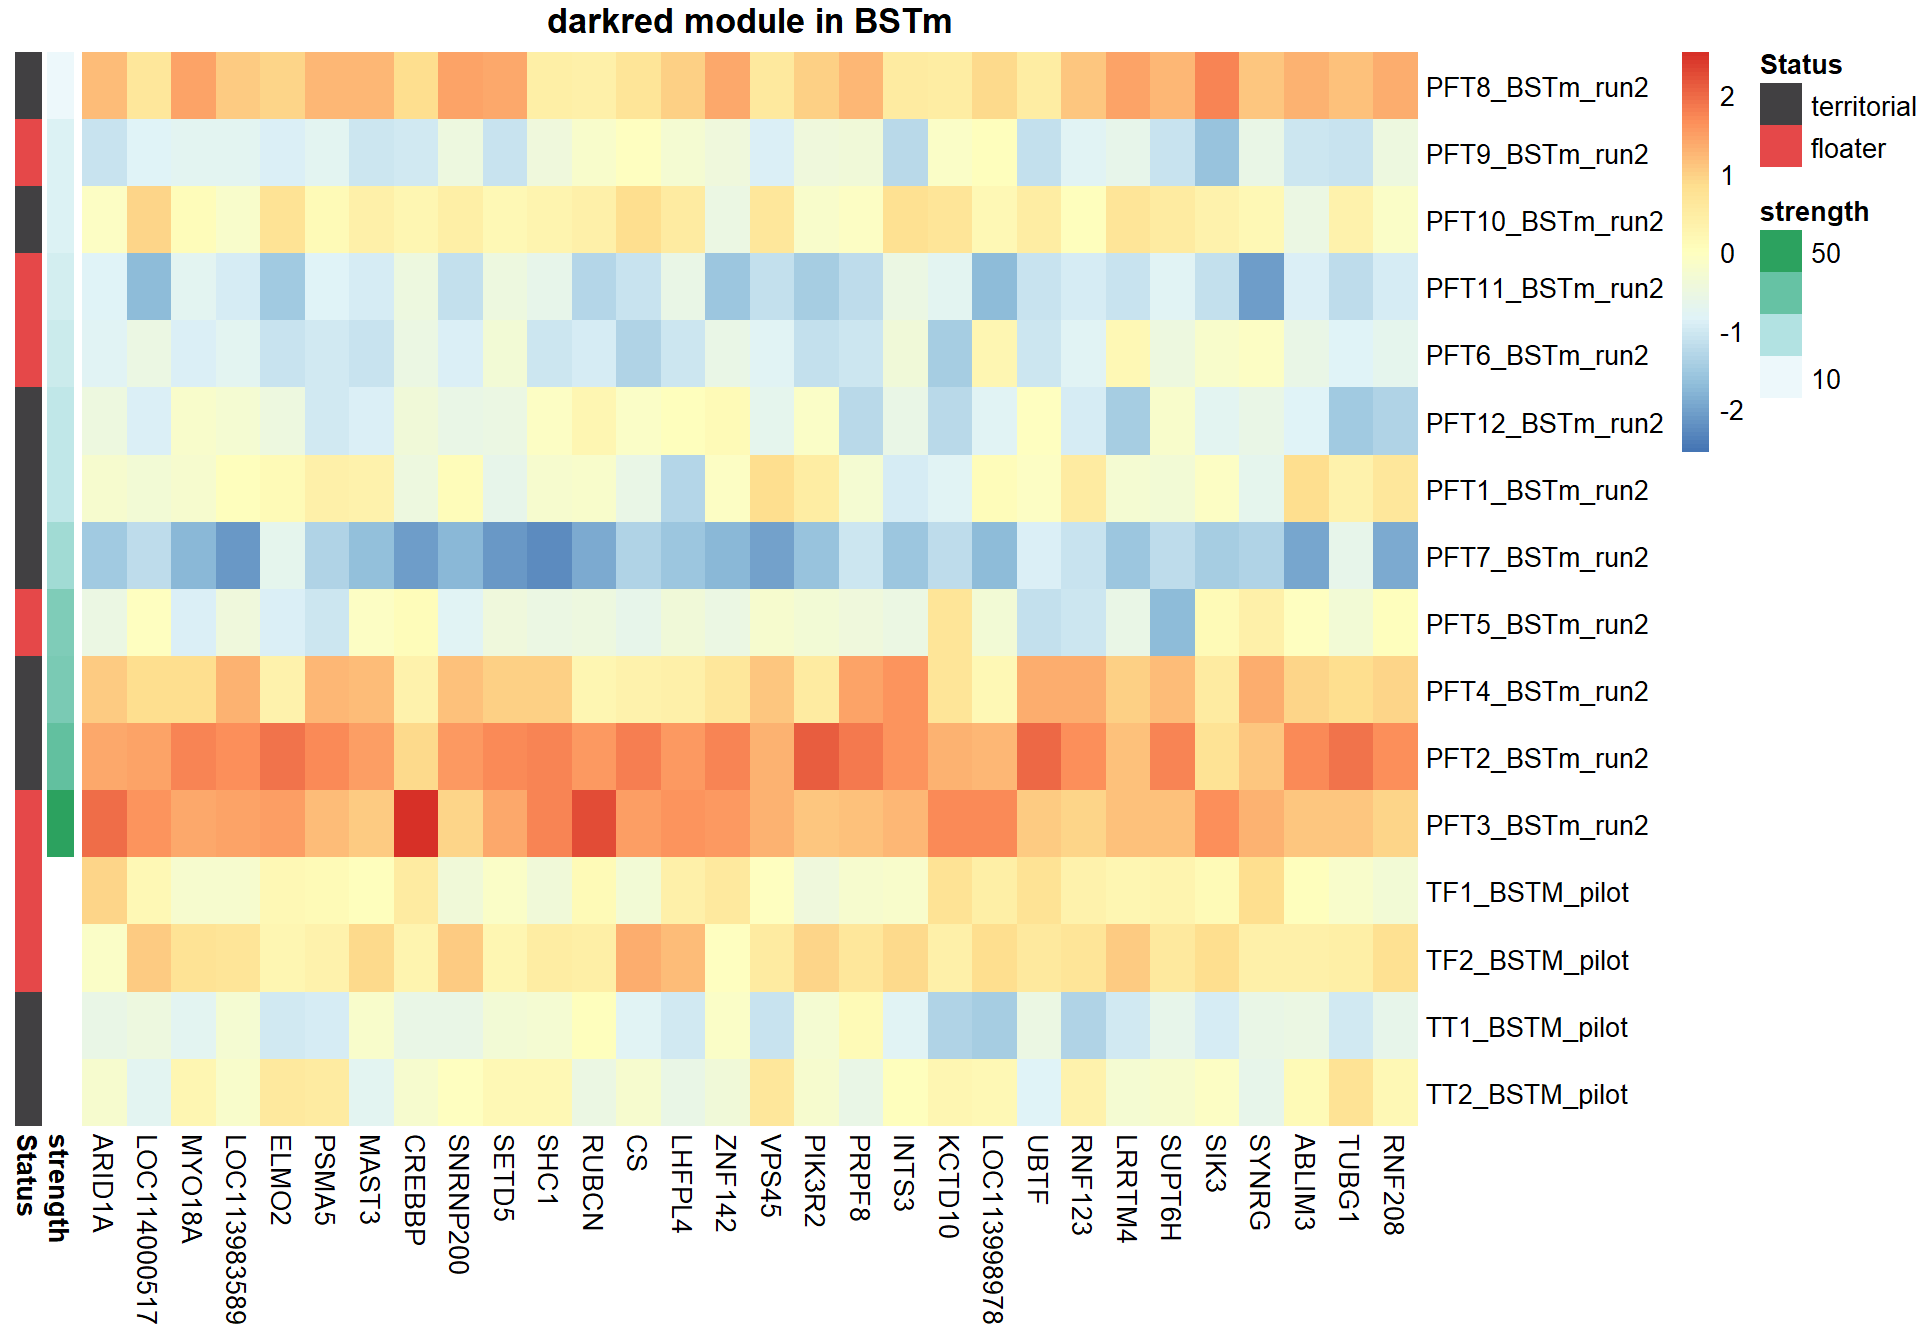 darkred module in BSTm
PFT8_BSTm_run2
PFT9_BSTm_run2
PFT10_BSTm_run2
PFT11_BSTm_run2
PFT6_BSTm_run2
PFT12_BSTm_run2
PFT1_BSTm_run2
PFT7_BSTm_run2
PFT5_BSTm_run2
PFT4_BSTm_run2
PFT2_BSTm_run2
PFT3_BSTm_run2
TF1_BSTM_pilot
TF2_BSTM_pilot
TT1_BSTM_pilot
TT2_BSTM_pilot
2
1
0
-1
-2
Status
territorial
floater
strength
50
10
Status
strength
ARID1A
LOC114000517
MYO18A
LOC113983589
ELMO2
PSMA5
MAST3
CREBBP
SNRNP200
SETD5
SHC1
RUBCN
CS
LHFPL4
ZNF142
VPS45
PIK3R2
PRPF8
INTS3
KCTD10
LOC113998978
UBTF
RNF123
LRRTM4
SUPT6H
SIK3
SYNRG
ABLIM3
TUBG1
RNF208